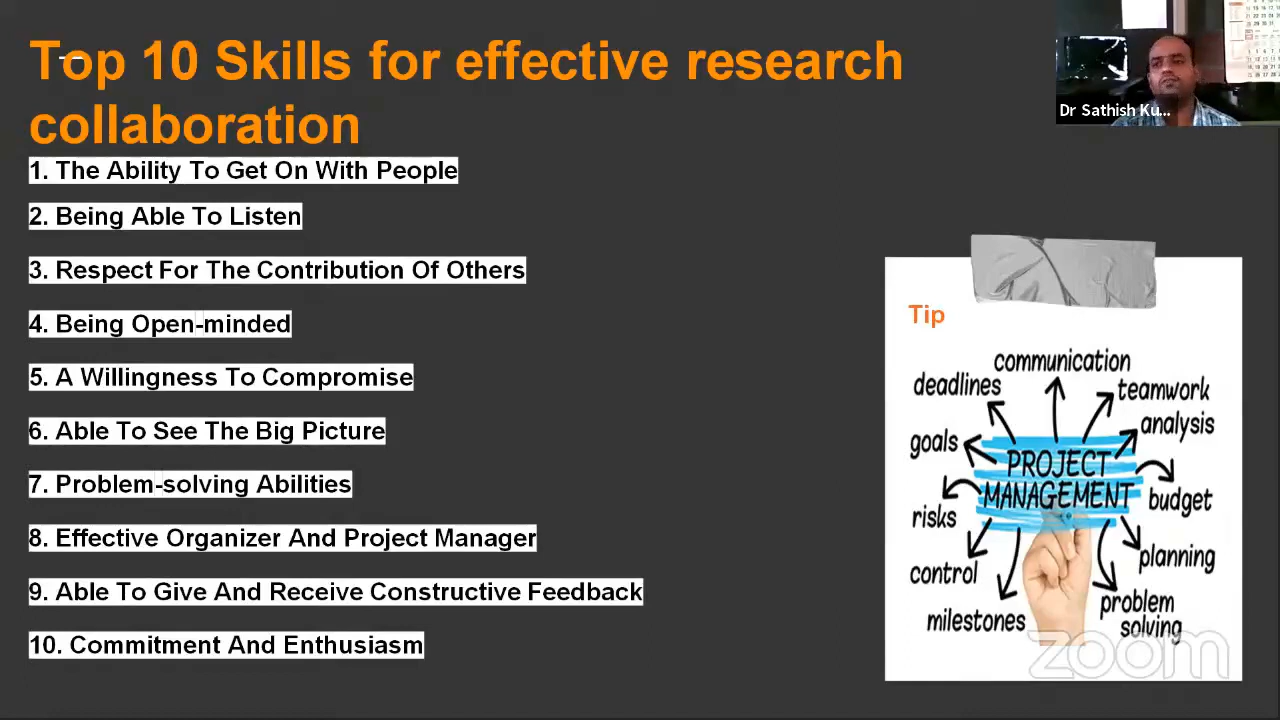 Top 10 Skills for effective research
collaboration
1. The Ability To Get On With People
2. Being Able To Listen
3. Respect For The Contribution Of Others
4. Being Open-minded
5. A Willingness To Compromise
6. Able To See The Big Picture
7. Problem-solving Abilities
8. Effective Organizer And Project Manager
9. Able To Give And Receive Constructive Feedback
10. Commitment And Enthusiasm
Dr Sathish Ku...
Tip
communication
deadlines
teamwork
analysis
goals
PROJECT
MANAGEMENT
budget
risks
planning
control
problem
solving
milestones
zoom